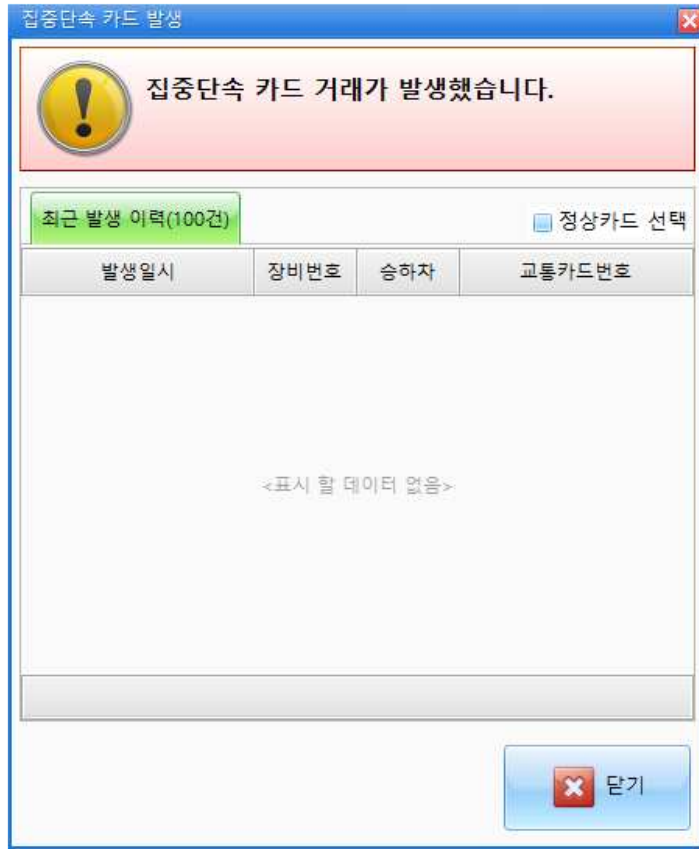 집중단속 카드 발생
집중단속 카드 거래가 발생했습니다.
최근 발생 이력(100건)
정상카드 선택
발생일시 장비번호 승하차 교통카드번호
<표시 할 데이터 없음>
닫기